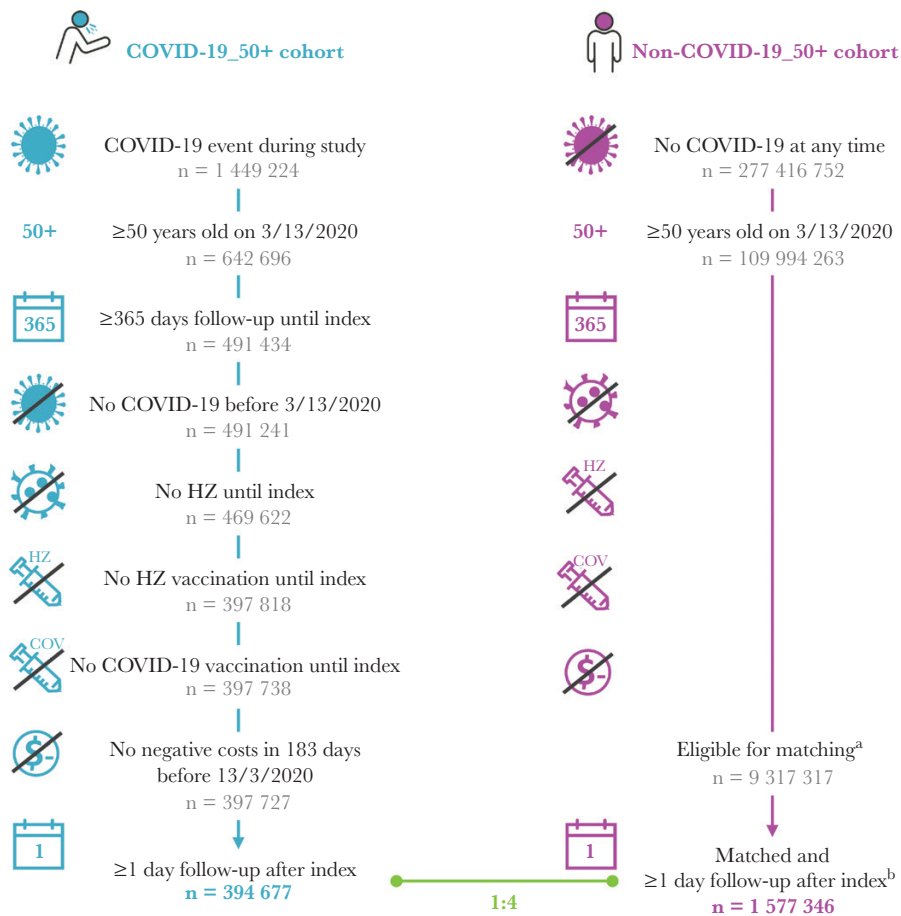 COVID-19_50+ cohort
COVID-19 event during study
n = 1 449 224
50+
≥50 years old on 3/13/2020
n = 642 696
365
≥365 days follow-up until index
n = 491 434
No COVID-19 before 3/13/2020
n = 491 241
No HZ until index
n = 469 622
HZ
No HZ vaccination until index
n = 397 818
COV
No COVID-19 vaccination until index
n = 397 738
$-
No negative costs in 183 days
before 13/3/2020
n = 397 727
1
≥1 day follow-up after index
n = 394 677
1:4
Non-COVID-19_50+ cohort
No COVID-19 at any time
n = 277 416 752
50+
≥50 years old on 3/13/2020
n = 109 994 263
365
HZ
COV
$-
Eligible for matchingᵃ
n = 9 317 317
1
Matched and
≥1 day follow-up after indexᵇ
n = 1 577 346